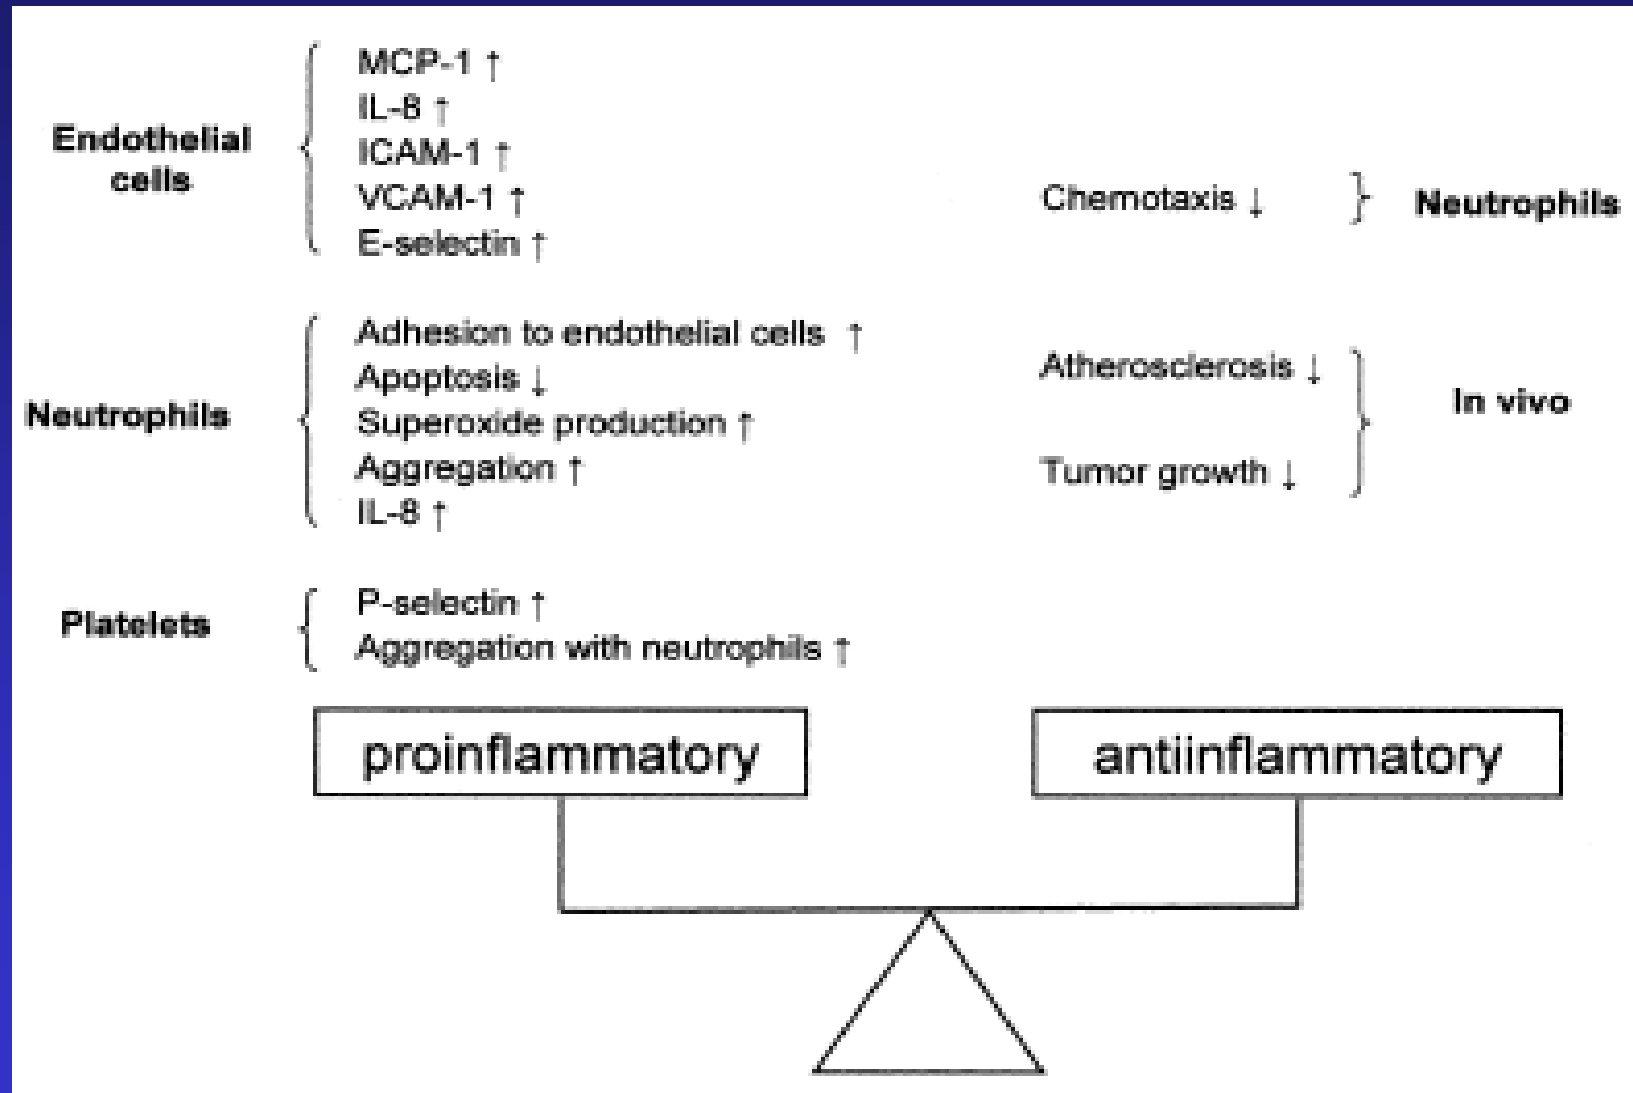 Endothelial
cells
MCP-1 ↑
IL-8 ↑
ICAM-1 ↑
VCAM-1 ↑
E-selectin ↑
Neutrophils
Adhesion to endothelial cells ↑
Apoptosis ↓
Superoxide production ↑
Aggregation ↑
IL-8 ↑
Platelets
P-selectin ↑
Aggregation with neutrophils ↑
Chemotaxis ↓
Neutrophils
Atherosclerosis ↓
Tumor growth ↓
In vivo
proinflammatory
antiinflammatory